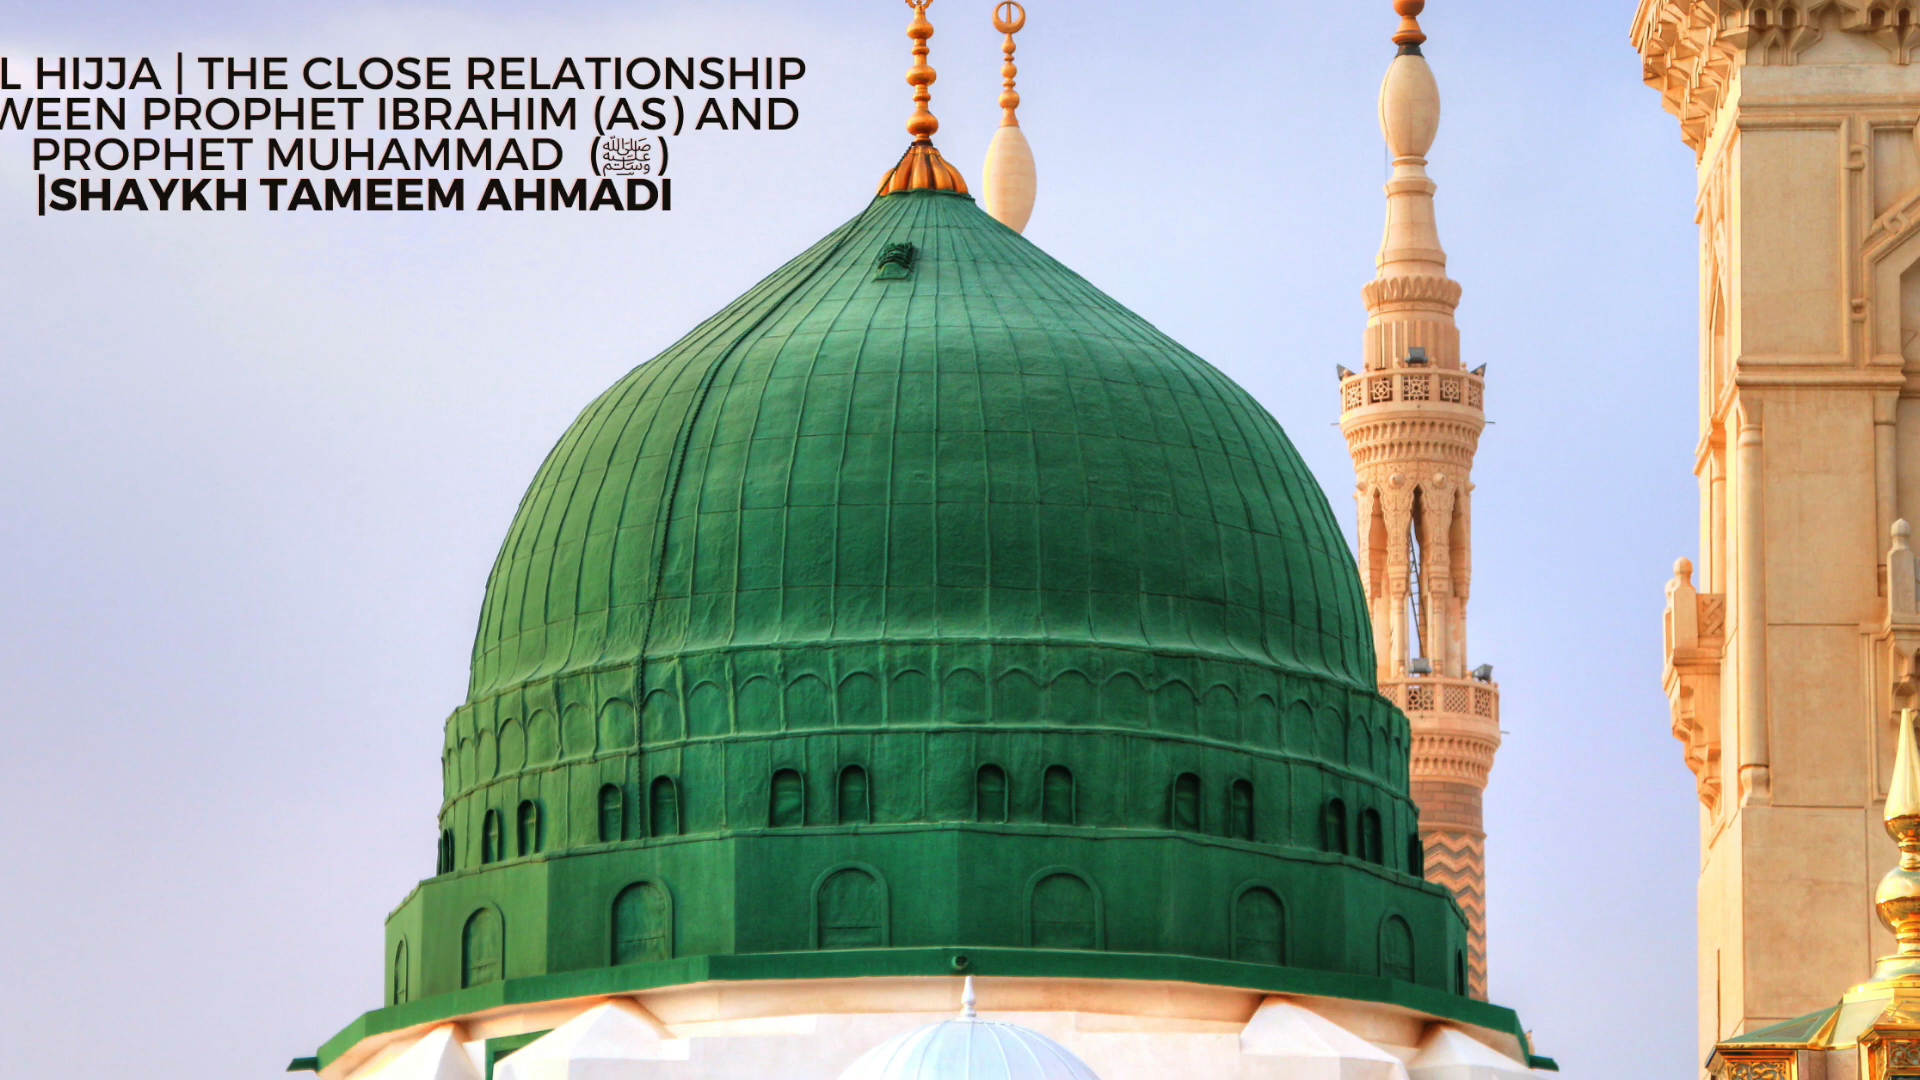 L HIJJA | THE CLOSE RELATIONSHIP
WEEN PROPHET IBRAHIM (AS) AND
PROPHET MUHAMMAD (ﷺ)
|SHAYKH TAMEEM AHMADI